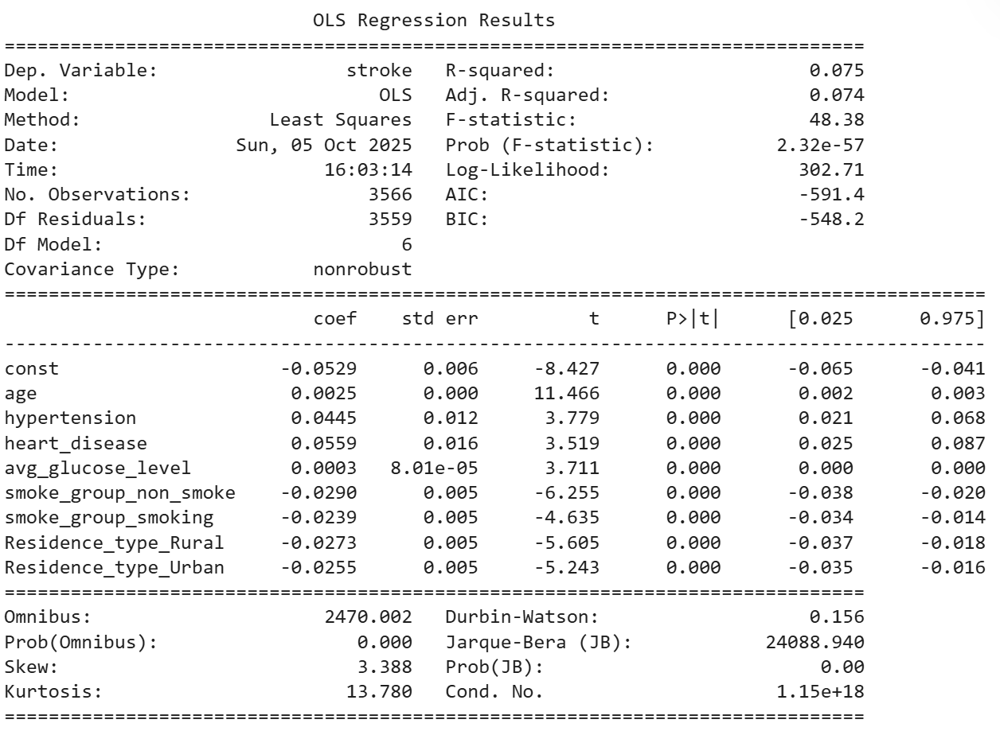 OLS Regression Results
==============================================================================
Dep. Variable: stroke R-squared: 0.075
Model: OLS Adj. R-squared: 0.074
Method: Least Squares F-statistic: 48.38
Date: Sun, 05 Oct 2025 Prob (F-statistic): 2.32e-57
Time: 16:03:14 Log-Likelihood: 302.71
No. Observations: 3566 AIC: -591.4
Df Residuals: 3559 BIC: -548.2
Df Model: 6
Covariance Type: nonrobust
=========================================================================================
coef std err t P>|t| [0.025 0.975]
-----------------------------------------------------------------------------------------
const -0.0529 0.006 -8.427 0.000 -0.065 -0.041
age 0.0025 0.000 11.466 0.000 0.002 0.003
hypertension 0.0445 0.012 3.779 0.000 0.021 0.068
heart_disease 0.0559 0.016 3.519 0.000 0.025 0.087
avg_glucose_level 0.0003 8.01e-05 3.711 0.000 0.000 0.000
smoke_group_non_smoke -0.0290 0.005 -6.255 0.000 -0.038 -0.020
smoke_group_smoking -0.0239 0.005 -4.635 0.000 -0.034 -0.014
Residence_type_Rural -0.0273 0.005 -5.605 0.000 -0.037 -0.018
Residence_type_Urban -0.0255 0.005 -5.243 0.000 -0.035 -0.016
==============================================================================
Omnibus: 2470.002 Durbin-Watson: 0.156
Prob(Omnibus): 0.000 Jarque-Bera (JB): 24088.940
Skew: 3.388 Prob(JB): 0.00
Kurtosis: 13.780 Cond. No. 1.15e+18
==============================================================================